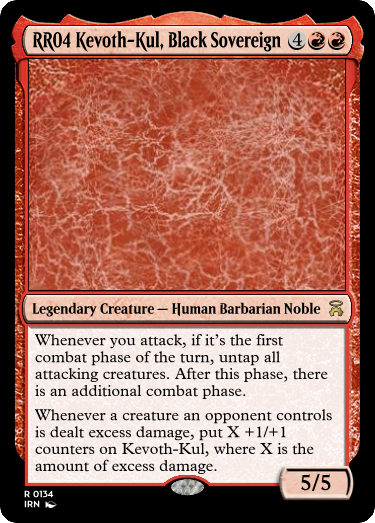 RR04 Kevoth-Kul, Black Sovereign 4
Legendary Creature — Human Barbarian Noble
Whenever you attack, if it's the first
combat phase of the turn, untap all
attacking creatures. After this phase, there
is an additional combat phase.
Whenever a creature an opponent controls
is dealt excess damage, put X +1/+1
counters on Kevoth-Kul, where X is
the amount of excess damage.
5/5
R 0134
IRN